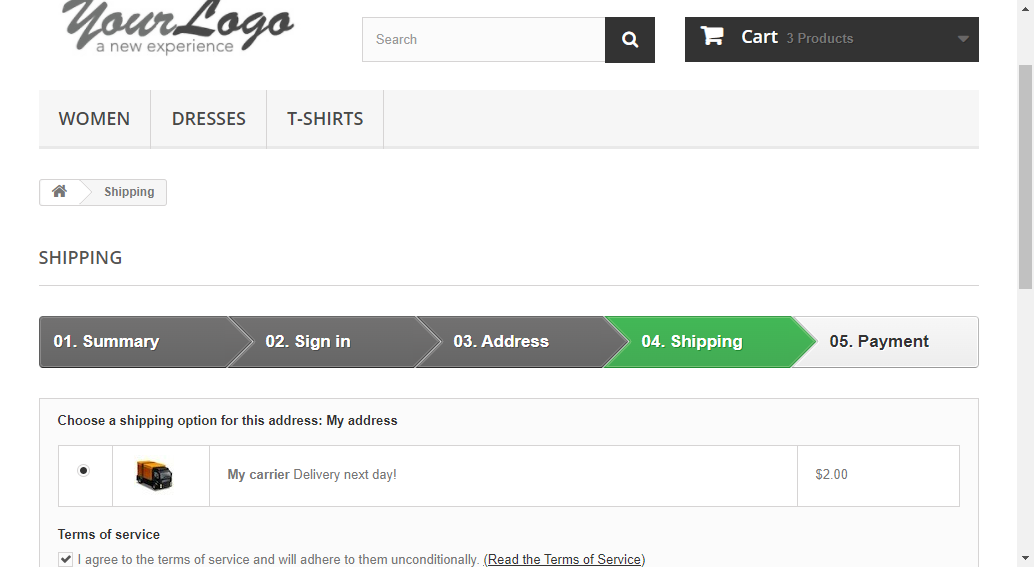 YourLogo
a new experience
Search
Cart 3 Products
WOMEN DRESSES T-SHIRTS
Shipping
SHIPPING
01. Summary 02. Sign in 03. Address 04. Shipping 05. Payment
Choose a shipping option for this address: My address
My carrier Delivery next day! $2.00
Terms of service
I agree to the terms of service and will adhere to them unconditionally. (Read the Terms of Service)